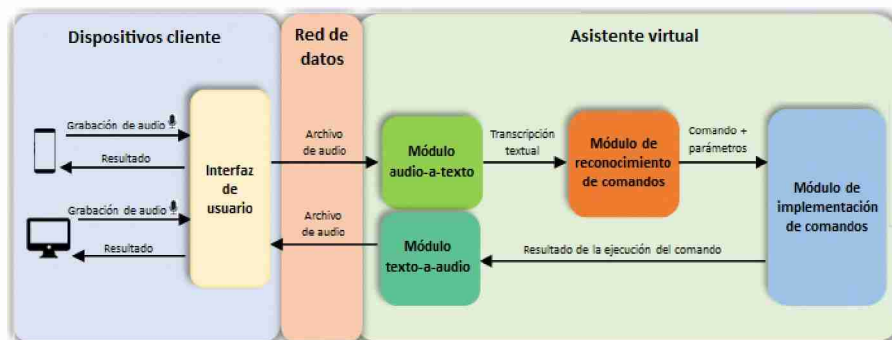 Dispositivos cliente
Red de
datos
Asistente virtual
Grabación de audio
Resultado
Grabación de audio
Resultado
Interfaz
de
usuario
Archivo
de audio
Archivo
de audio
Módulo
audio-a-texto
Transcripción
textual
Módulo de
reconocimiento
de comandos
Comando +
parámetros
Módulo de
implementación
de comandos
Módulo
texto-a-audio
Resultado de la ejecución del comando